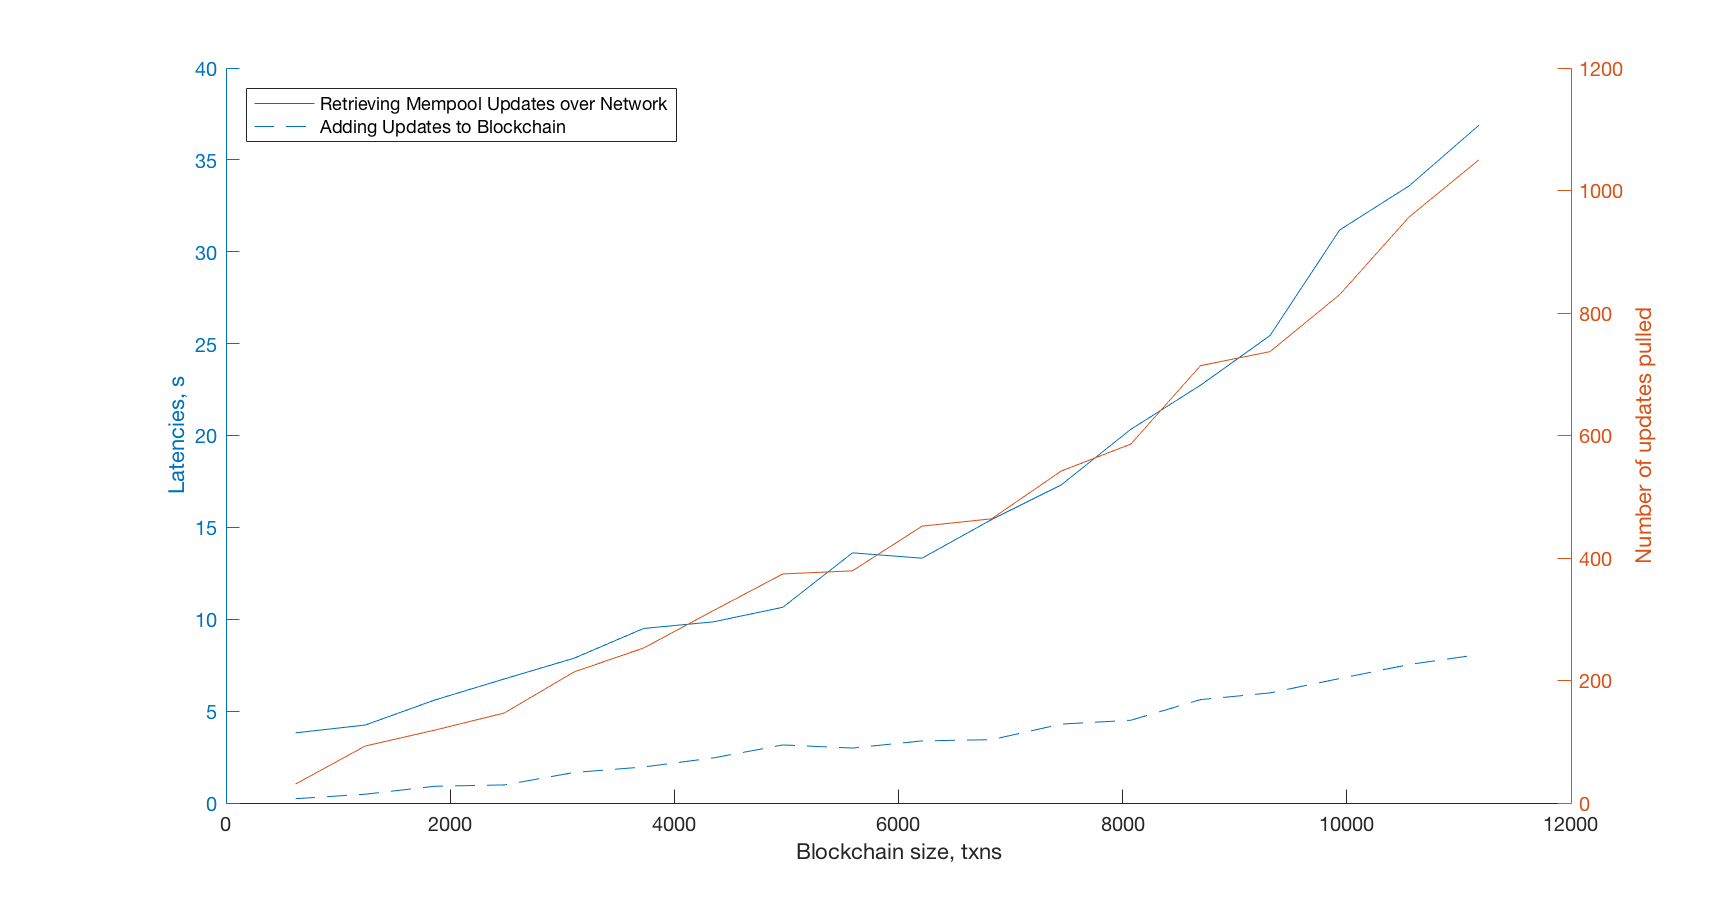 40
35
30
25
20
15
10
5
0
Latencies, s
Retrieving Mempool Updates over Network
Adding Updates to Blockchain
1200
1000
800
600
400
200
0
Number of updates pulled
0 2000 4000 6000 8000 10000 12000
Blockchain size, txns